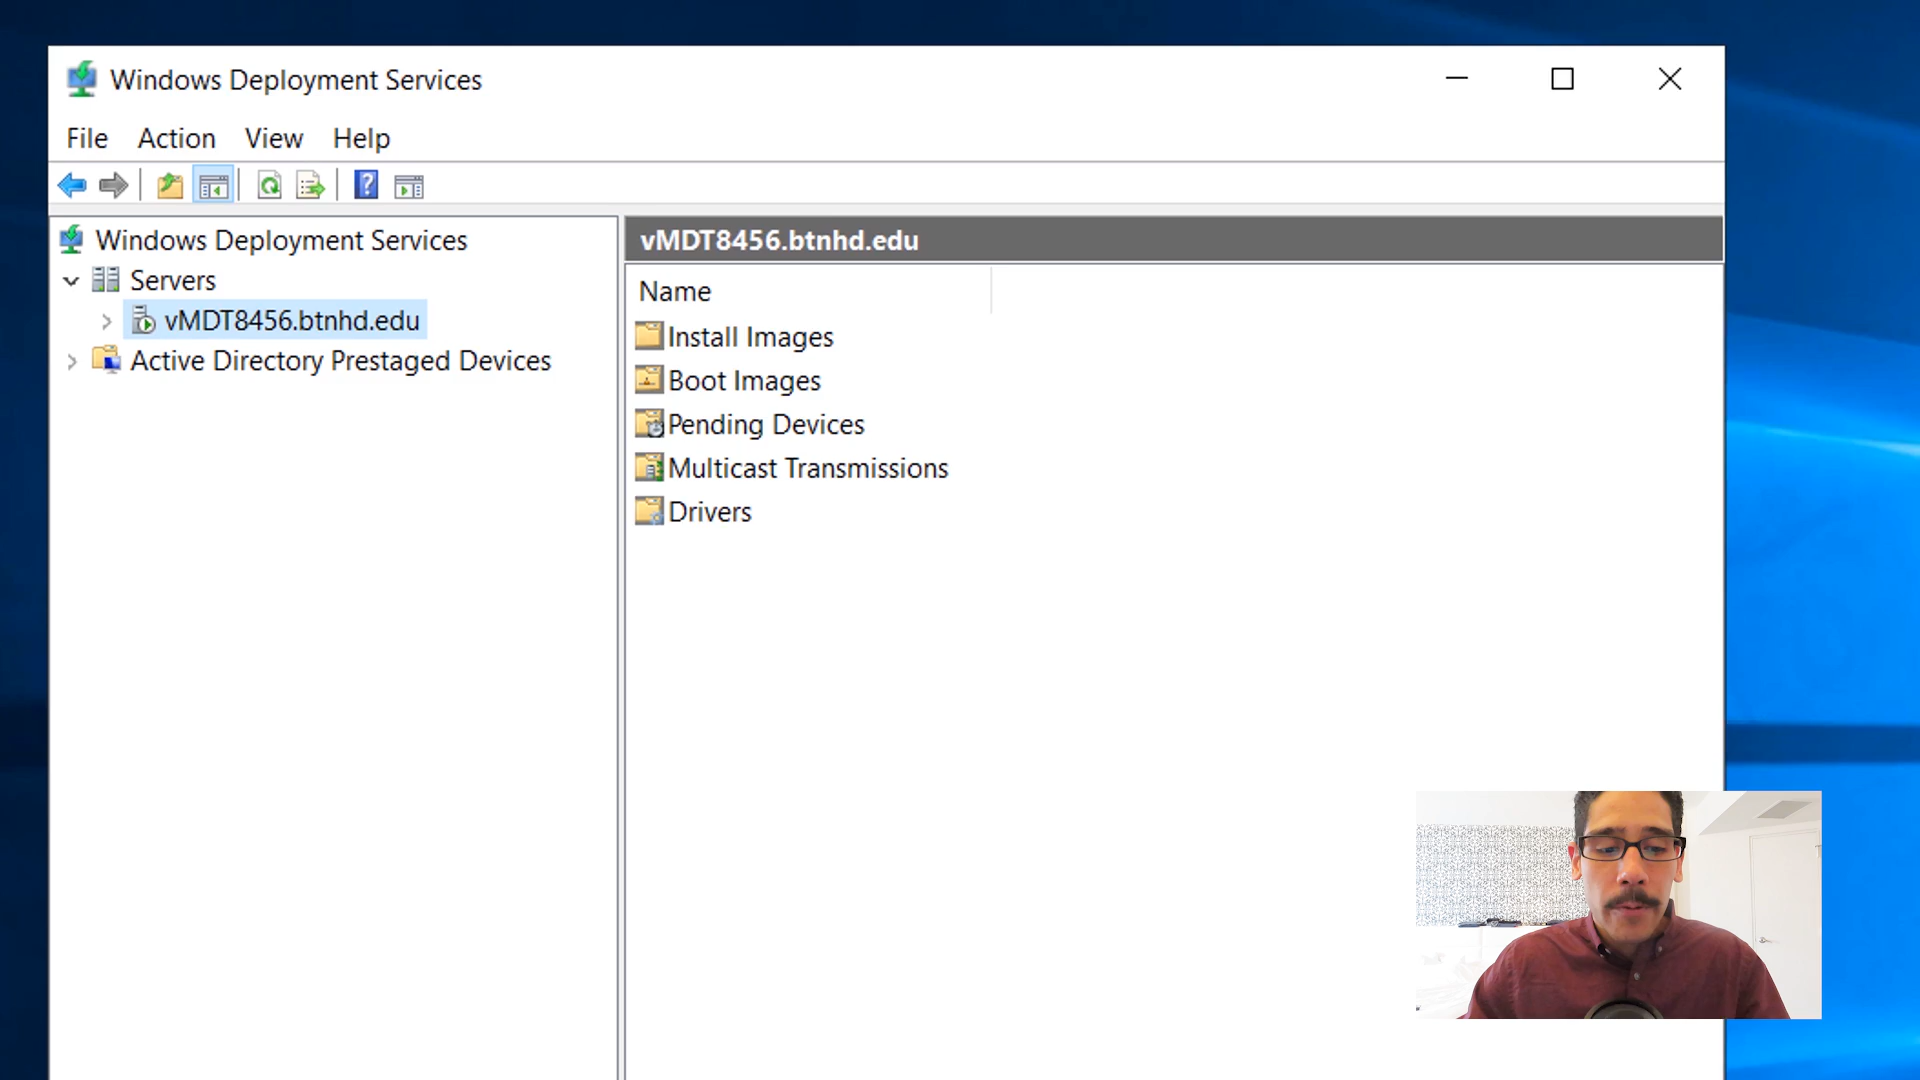 Windows Deployment Services
File Action View Help
Windows Deployment Services
Servers
vMDT8456.btnhd.edu
Active Directory Prestaged Devices
vMDT8456.btnhd.edu
Name
Install Images
Boot Images
Pending Devices
Multicast Transmissions
Drivers